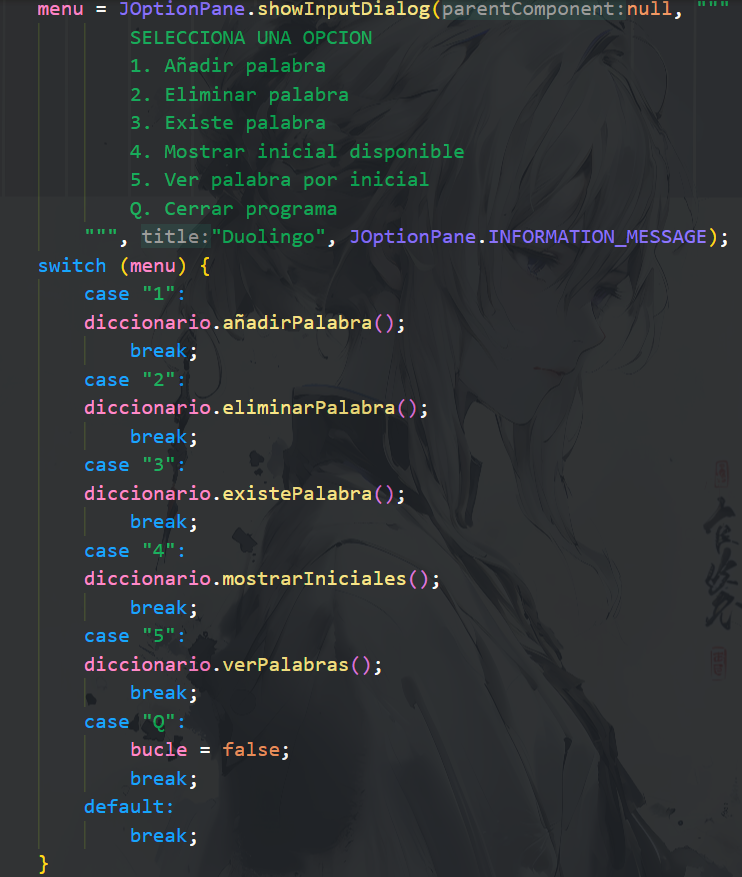 menu = JOptionPane.showInputDialog(parentComponent:null, """
SELECCIONA UNA OPCION
1. Añadir palabra
2. Eliminar palabra
3. Existe palabra
4. Mostrar inicial disponible
5. Ver palabra por inicial
Q. Cerrar programa
""", title:"Duolingo", JOptionPane.INFORMATION_MESSAGE);
switch (menu) {
case "1":
diccionario.añadirPalabra();
break;
case "2":
diccionario.eliminarPalabra();
break;
case "3":
diccionario.existePalabra();
break;
case "4":
diccionario.mostrarIniciales();
break;
case "5":
diccionario.verPalabras();
break;
case "Q":
bucle = false;
break;
default:
break;
}